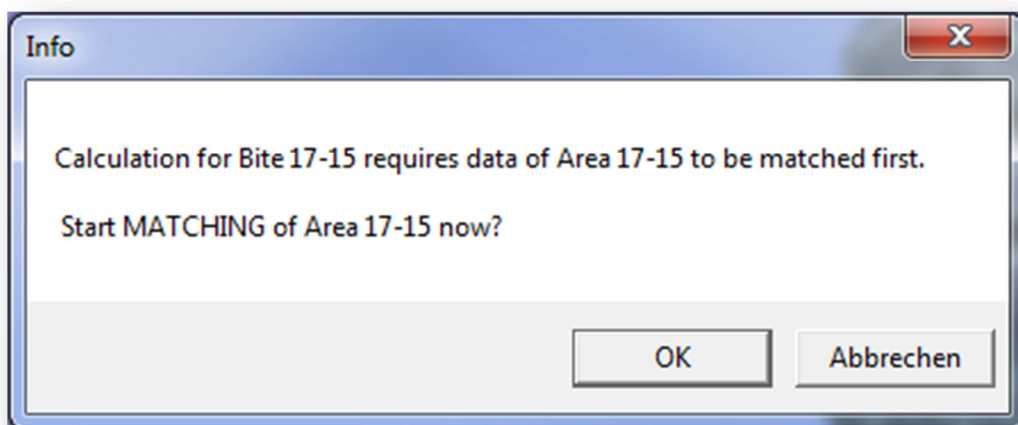 Info
Calculation for Bite 17-15 requires data of Area 17-15 to be matched first.
Start MATCHING of Area 17-15 now?
OK
Abbrechen